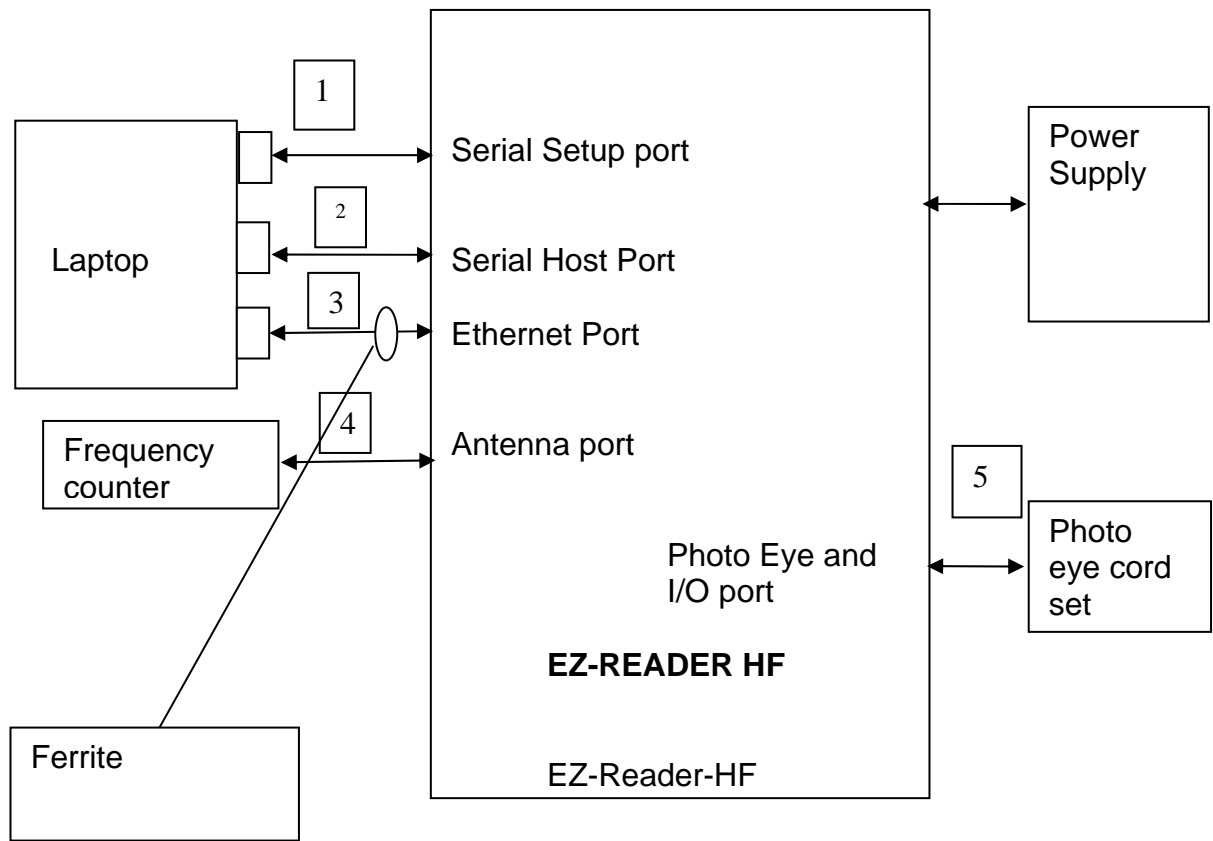 1
Serial Setup port
Power
Supply
2
Laptop
Serial Host Port
3
Ethernet Port
4
Frequency
counter
Antenna port
5
Photo Eye and
I/O port
Photo
eye cord
set
EZ-READER HF
Ferrite
EZ-Reader-HF